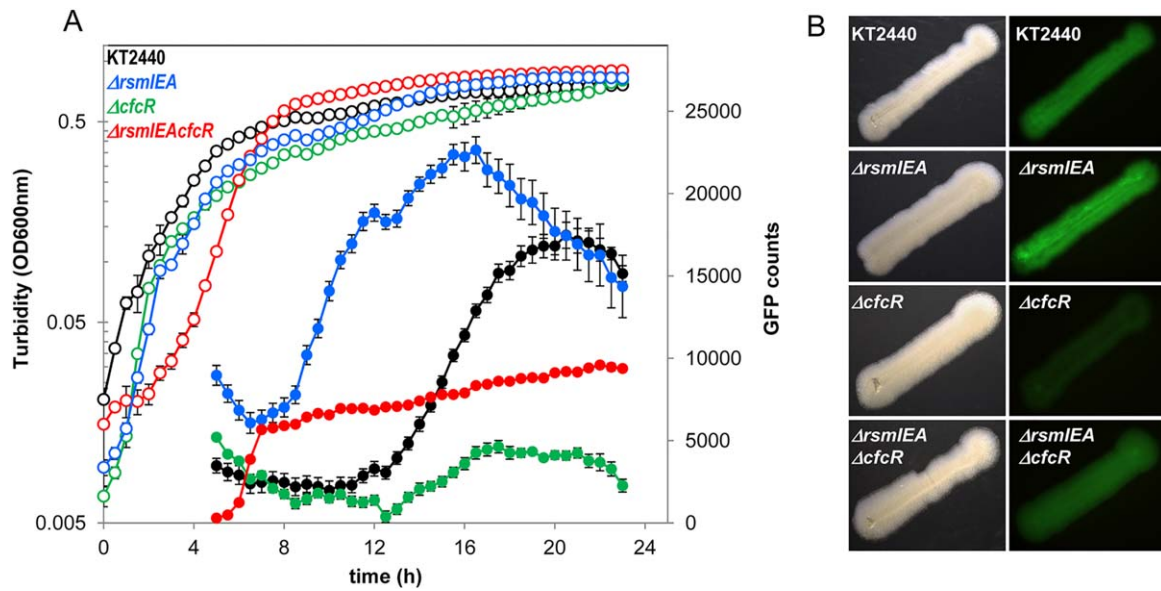 A
KT2440
ΔrsmIEA
ΔcfcR
ΔrsmIEAcfcR
Turbidity (OD600nm)
0.5
0.05
0.005
0
4
8
12
16
20
24
time (h)
25000
20000
15000
10000
5000
0
GFP counts
B
KT2440
KT2440
ΔrsmIEA
ΔrsmIEA
ΔcfcR
ΔcfcR
ΔrsmIEA
ΔcfcR
ΔrsmIEA
ΔcfcR